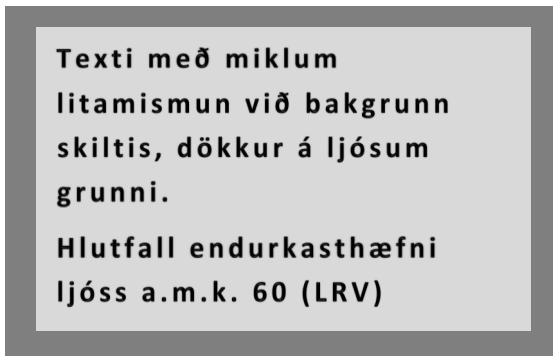 Texti með miklum
litamismun við bakgrunn
skiltis, dökkur á ljósum
grunni.
Hlutfall endurkasthæfni
ljóss a.m.k. 60 (LRV)